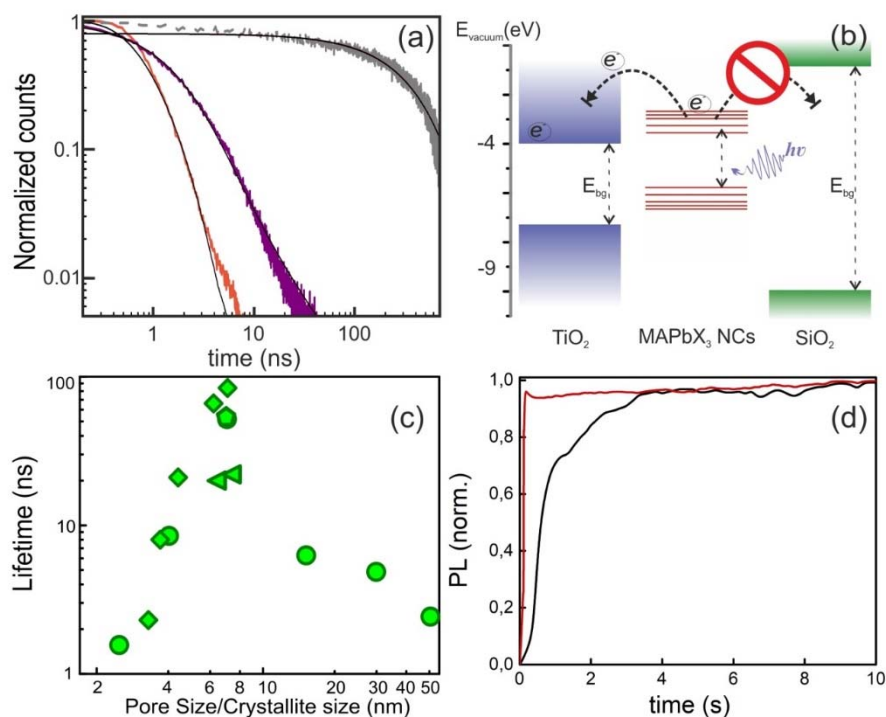 (a)
Normalized counts
1
0.1
0.01
1 10 100
time (ns)
E_vacuum (eV)
(b)
-4
-9
e⁻
e⁻
e⁻
hν
E_bg
E_bg
TiO₂ MAPbX₃ NCs SiO₂
(c)
Lifetime (ns)
100
10
1
2 4 6 8 10 20 30 40 50
Pore Size/Crystallite size (nm)
(d)
PL (norm.)
1,0
0,8
0,6
0,4
0,2
0,0
0 2 4 6 8 10
time (s)